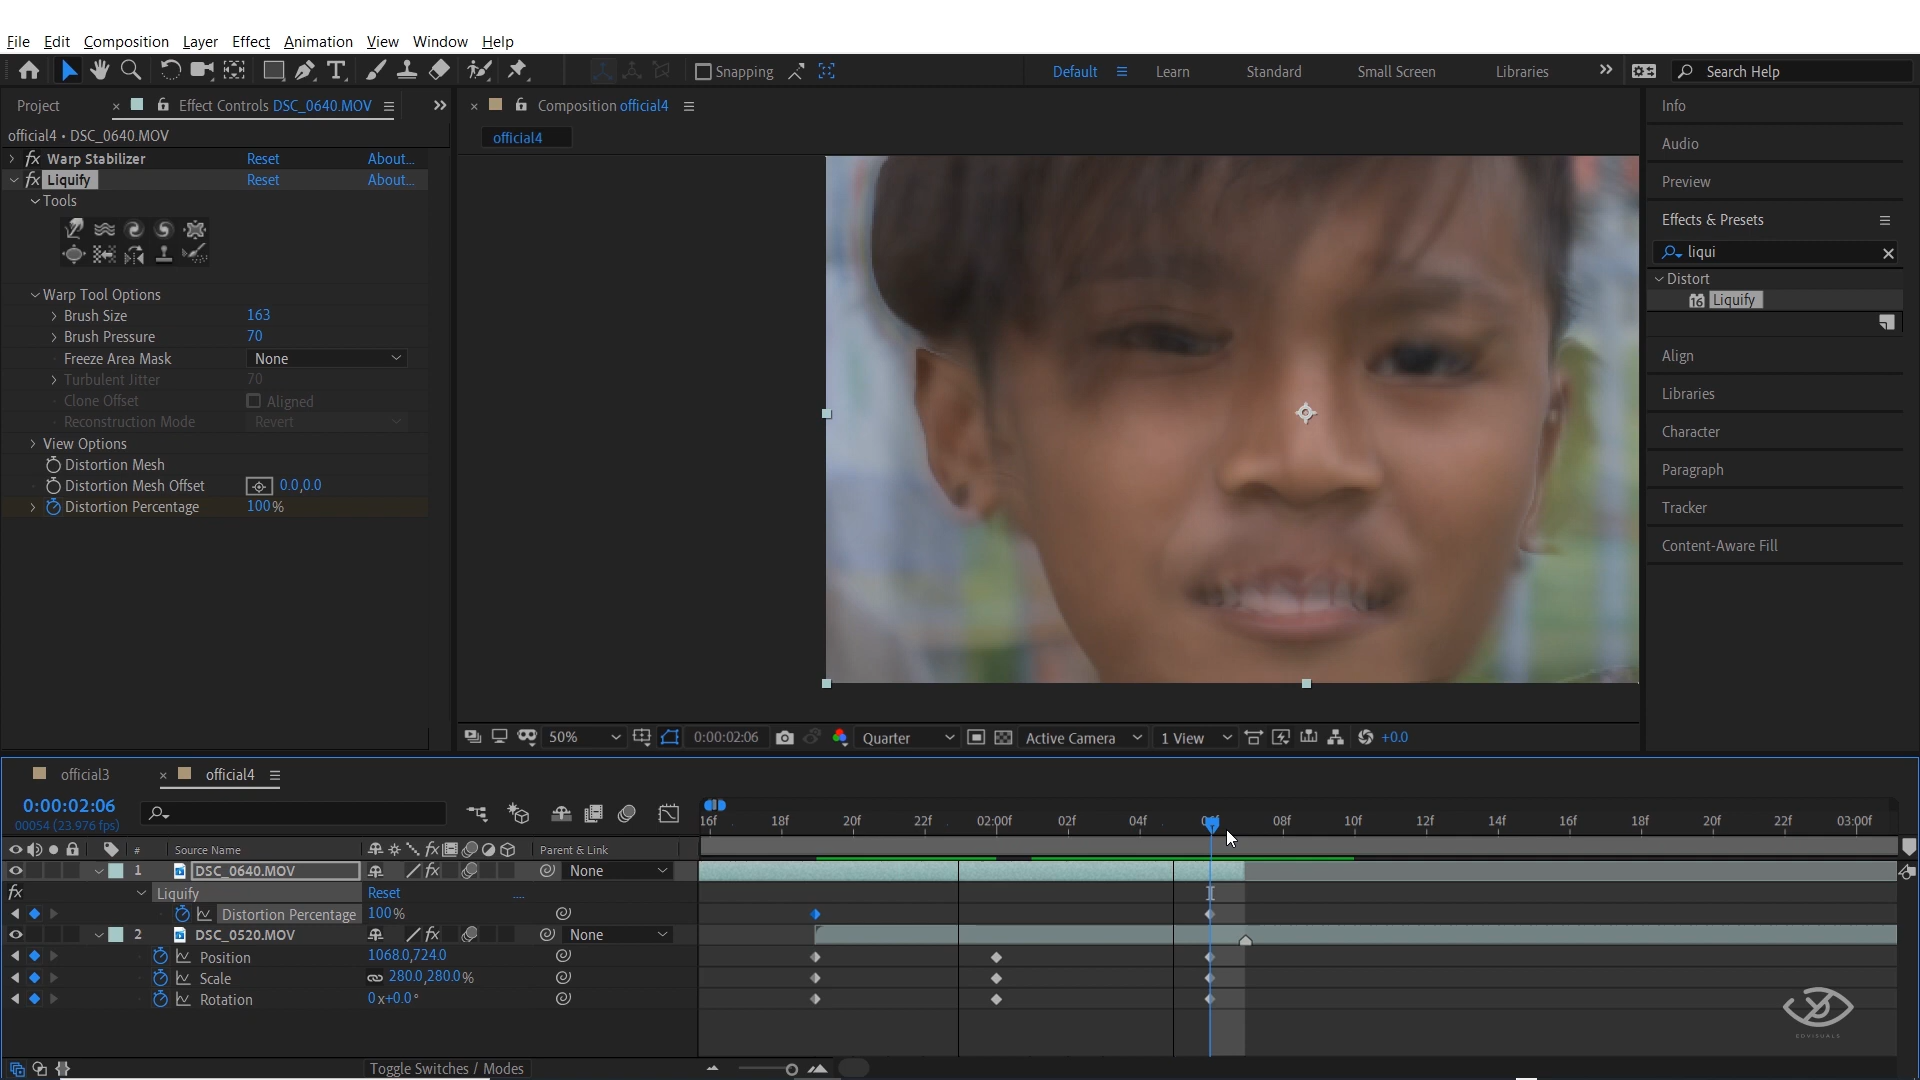 File Edit Composition Layer Effect Animation View Window Help
Snapping Default Learn Standard Small Screen Libraries Search Help
Project Effect Controls DSC_0640.MOV
Composition official4
official4 • DSC_0640.MOV
official4
fx Warp Stabilizer Reset About...
fx Liquify Reset About...
Tools
Warp Tool Options
Brush Size 163
Brush Pressure 70
Freeze Area Mask None
Turbulent Jitter 70
Clone Offset Aligned
Reconstruction Mode Revert
View Options
Distortion Mesh
Distortion Mesh Offset 0.0,0.0
Distortion Percentage 100%
Info
Audio
Preview
Effects & Presets
liqui
Distort
Liquify
Align
Libraries
Character
Paragraph
Tracker
Content-Aware Fill
50% 0:00:02:06 Quarter Active Camera 1 View +0.0
official3 official4
0:00:02:06
00054 (23.976 fps)
16f 18f 20f 22f 02:00f 02f 04f 06f 08f 10f 12f 14f 16f 18f 20f 22f 03:00f
# Source Name Parent & Link
1 DSC_0640.MOV None
fx Liquify Reset ....
Distortion Percentage 100%
2 DSC_0520.MOV None
Position 1068.0,724.0
Scale 280.0,280.0%
Rotation 0x+0.0°
Toggle Switches / Modes
EDVISUALS